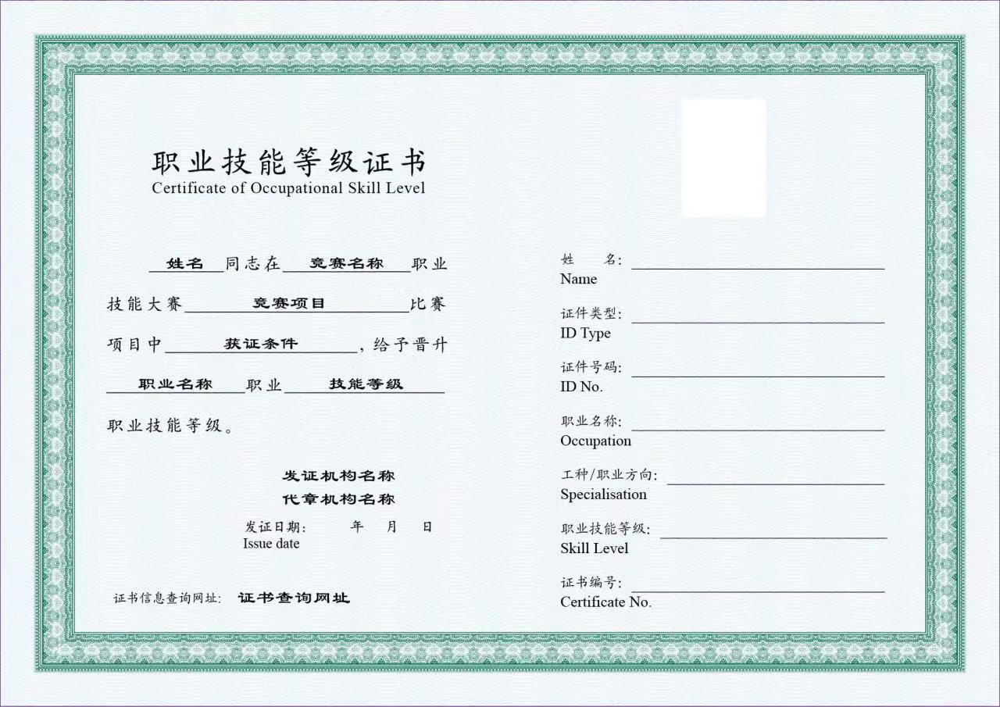 职业技能等级证书
Certificate of Occupational Skill Level
姓名同志在竞赛名称职业
技能大赛竞赛项目比赛
项目中获证条件，给予晋升
职业名称职业技能等级
职业技能等级。
发证机构名称
代章机构名称
发证日期： 年 月 日
Issue date
证书信息查询网址： 证书查询网址
姓 名：
Name
证件类型：
ID Type
证件号码：
ID No.
职业名称：
Occupation
工种/职业方向：
Specialisation
职业技能等级：
Skill Level
证书编号：
Certificate No.